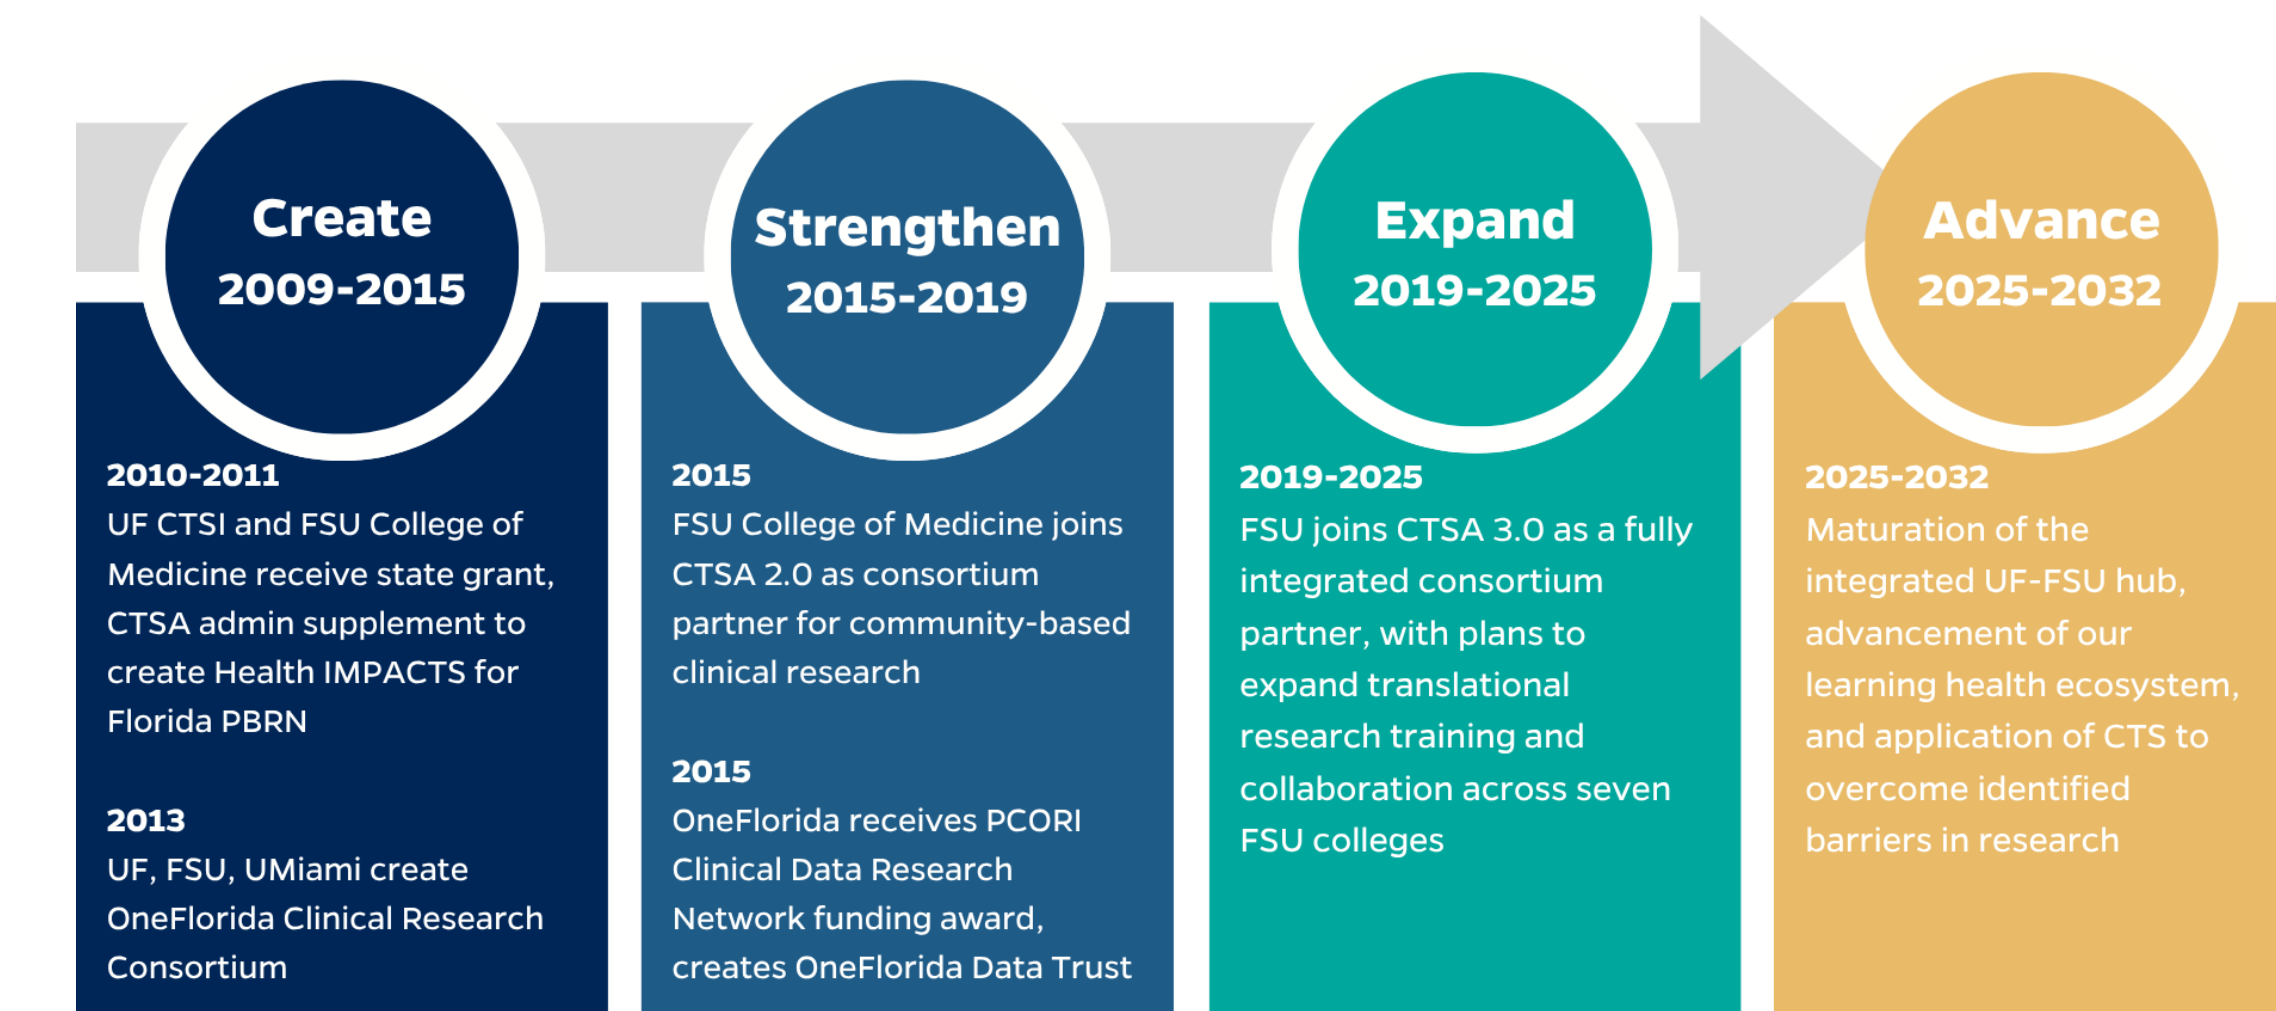 Create
2009-2015
2010-2011
UF CTSI and FSU College of
Medicine receive state grant,
CTSA admin supplement to
create Health IMPACTS for
Florida PBRN
2013
UF, FSU, UMiami create
OneFlorida Clinical Research
Consortium
Strengthen
2015-2019
2015
FSU College of Medicine joins
CTSA 2.0 as consortium
partner for community-based
clinical research
2015
OneFlorida receives PCORI
Clinical Data Research
Network funding award,
creates OneFlorida Data Trust
Expand
2019-2025
2019-2025
FSU joins CTSA 3.0 as a fully
integrated consortium
partner, with plans to
expand translational
research training and
collaboration across seven
FSU colleges
Advance
2025-2032
2025-2032
Maturation of the
integrated UF-FSU hub,
advancement of our
learning health ecosystem,
and application of CTS to
overcome identified
barriers in research